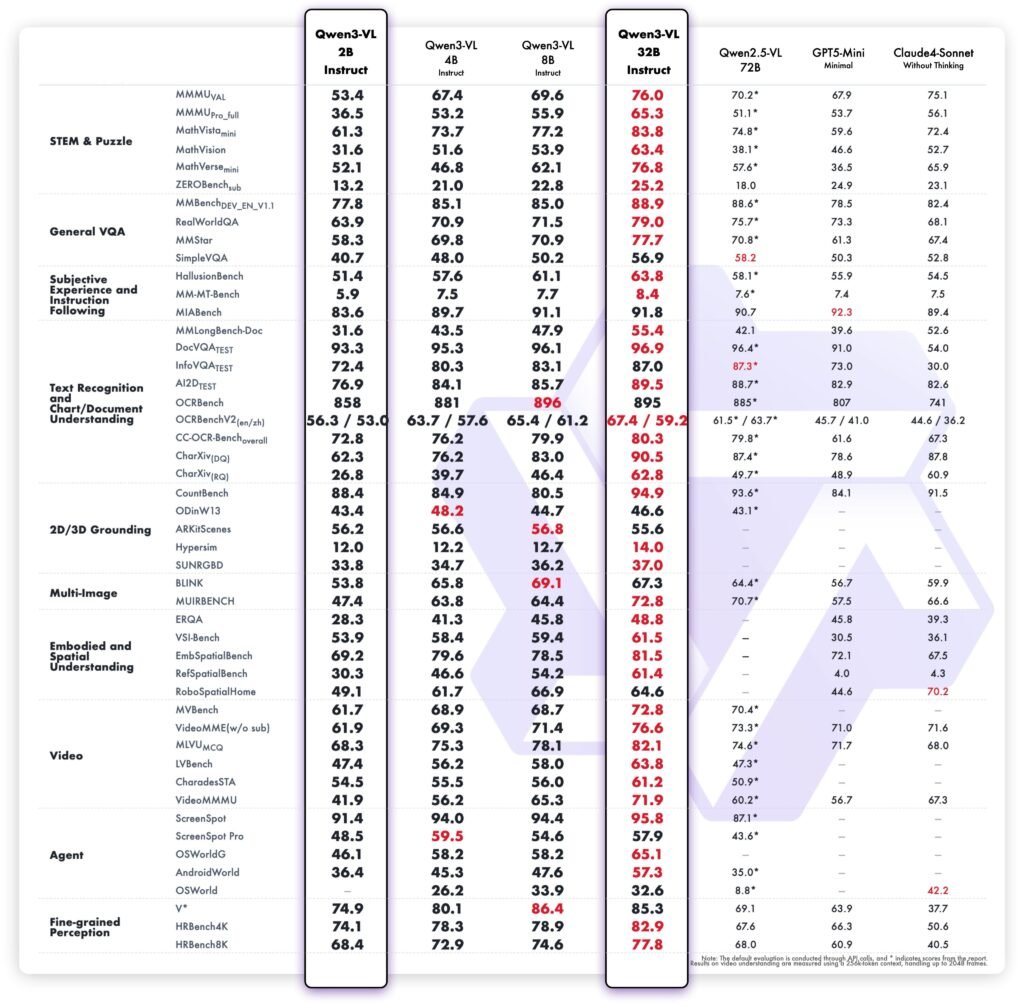 Qwen3-VL 2B Instruct Qwen3-VL 4B Instruct Qwen3-VL 8B Instruct Qwen3-VL 32B Instruct Qwen2.5-VL 72B GPT5-Mini Minimal Claude4-Sonnet Without Thinking
STEM & Puzzle
MMMU VAL 53.4 67.4 69.6 76.0 70.2* 67.9 75.1
MMMU Pro_full 36.5 53.2 55.9 65.3 51.1* 53.7 56.1
MathVista mini 61.3 73.7 77.2 83.8 74.8* 59.6 72.4
MathVision 31.6 51.6 53.9 63.4 38.1* 46.6 52.7
MathVerse mini 52.1 46.8 62.1 76.8 57.6* 36.5 65.9
ZEROBench sub 13.2 21.0 22.8 25.2 18.0 24.9 23.1
General VQA
MMBench DEV_EN_V1.1 77.8 85.1 85.0 88.9 88.6* 78.5 82.4
RealWorldQA 63.9 70.9 71.5 79.0 75.7* 73.3 68.1
MMStar 58.3 69.8 70.9 77.7 70.8* 61.3 67.4
SimpleVQA 40.7 48.0 50.2 56.9 58.2 50.3 52.8
Subjective Experience and Instruction Following
HallusionBench 51.4 57.6 61.1 63.8 58.1* 55.9 54.5
MM-MT-Bench 5.9 7.5 7.7 8.4 7.6* 7.4 7.5
MIABench 83.6 89.7 91.1 91.8 90.7 92.3 89.4
Text Recognition and Chart/Document Understanding
MMLongBench-Doc 31.6 43.5 47.9 55.4 42.1 39.6 52.6
DocVQA TEST 93.3 95.3 96.1 96.9 96.4* 91.0 54.0
InfoVQA TEST 72.4 80.3 83.1 87.0 87.3* 73.0 30.0
AI2D TEST 76.9 84.1 85.7 89.5 88.7* 82.9 82.6
OCRBench 858 881 896 895 885* 807 741
OCRBenchV2 (en/zh) 56.3 / 53.0 63.7 / 57.6 65.4 / 61.2 67.4 / 59.2 61.5* / 63.7* 45.7 / 41.0 44.6 / 36.2
CC-OCR-Bench overall 72.8 76.2 79.9 80.3 79.8* 61.6 67.3
CharXiv (DQ) 62.3 76.2 83.0 90.5 87.4* 78.6 87.8
CharXiv (RQ) 26.8 39.7 46.4 62.8 49.7* 48.9 60.9
2D/3D Grounding
CountBench 88.4 84.9 80.5 94.9 93.6* 84.1 91.5
ODinW13 43.4 48.2 44.7 46.6 43.1* – –
ARKitScenes 56.2 56.6 56.8 55.6 – – –
Hypersim 12.0 12.2 12.7 14.0 – – –
SUNRGBD 33.8 34.7 36.2 37.0 – – –
Multi-Image
BLINK 53.8 65.8 69.1 67.3 64.4* 56.7 59.9
MUIRBENCH 47.4 63.8 64.4 72.8 70.7* 57.5 66.6
Embodied and Spatial Understanding
ERQA 28.3 41.3 45.8 48.8 – 45.8 39.3
VSI-Bench 53.9 58.4 59.4 61.5 – 30.5 36.1
EmbSpatialBench 69.2 79.6 78.5 81.5 – 72.1 67.5
RefSpatialBench 30.3 46.6 54.2 61.4 – 4.0 4.3
RoboSpatialHome 49.1 61.7 66.9 64.6 – 44.6 70.2
Video
MVBench 61.7 68.9 68.7 72.8 70.4* – –
VideoMME(w/o sub) 61.9 69.3 71.4 76.6 73.3* 71.0 71.6
MLVU MCQ 68.3 75.3 78.1 82.1 74.6* 71.7 68.0
LVBench 47.4 56.2 58.0 63.8 47.3* – –
CharadesSTA 54.5 55.5 56.0 61.2 50.9* – –
VideoMMMU 41.9 56.2 65.3 71.9 60.2* 56.7 67.3
Agent
ScreenSpot 91.4 94.0 94.4 95.8 87.1* – –
ScreenSpot Pro 48.5 59.5 54.6 57.9 43.6* – –
OSWorldG 46.1 58.2 58.2 65.1 – – –
AndroidWorld 36.4 45.3 47.6 57.3 35.0* – –
OSWorld – 26.2 33.9 32.6 8.8* – 42.2
Fine-grained Perception
V* 74.9 80.1 86.4 85.3 69.1 63.9 37.7
HRBench4K 74.1 78.3 78.9 82.9 67.6 66.3 50.6
HRBench8K 68.4 72.9 74.6 77.8 68.0 60.9 40.5
Note: The default evaluation is conducted through API calls, and * indicates scores from the report.
Results on video understanding are measured using a 256k-token context, handling up to 2048 frames.